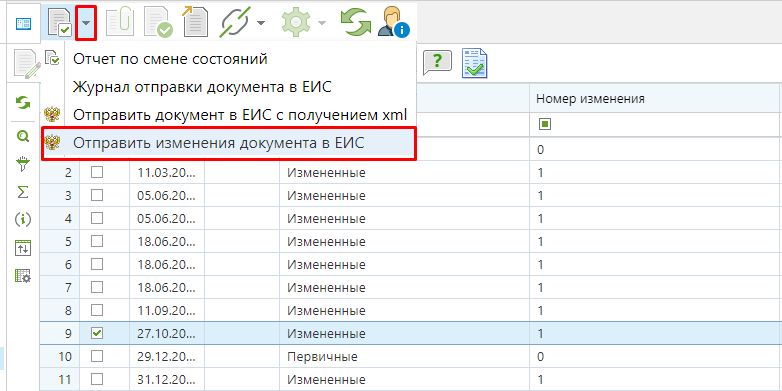 Отчет по смене состояний
Журнал отправки документа в ЕИС
Отправить документ в ЕИС с получением xml
Отправить изменения документа в ЕИС
Номер изменения
0
2 11.03.20... Измененные 1
3 05.06.20... Измененные 1
4 05.06.20... Измененные 1
5 18.06.20... Измененные 1
6 18.06.20... Измененные 1
7 18.06.20... Измененные 1
8 11.09.20... Измененные 1
9 27.10.20... Измененные 1
10 29.12.20... Первичные 0
11 31.12.20... Измененные 1